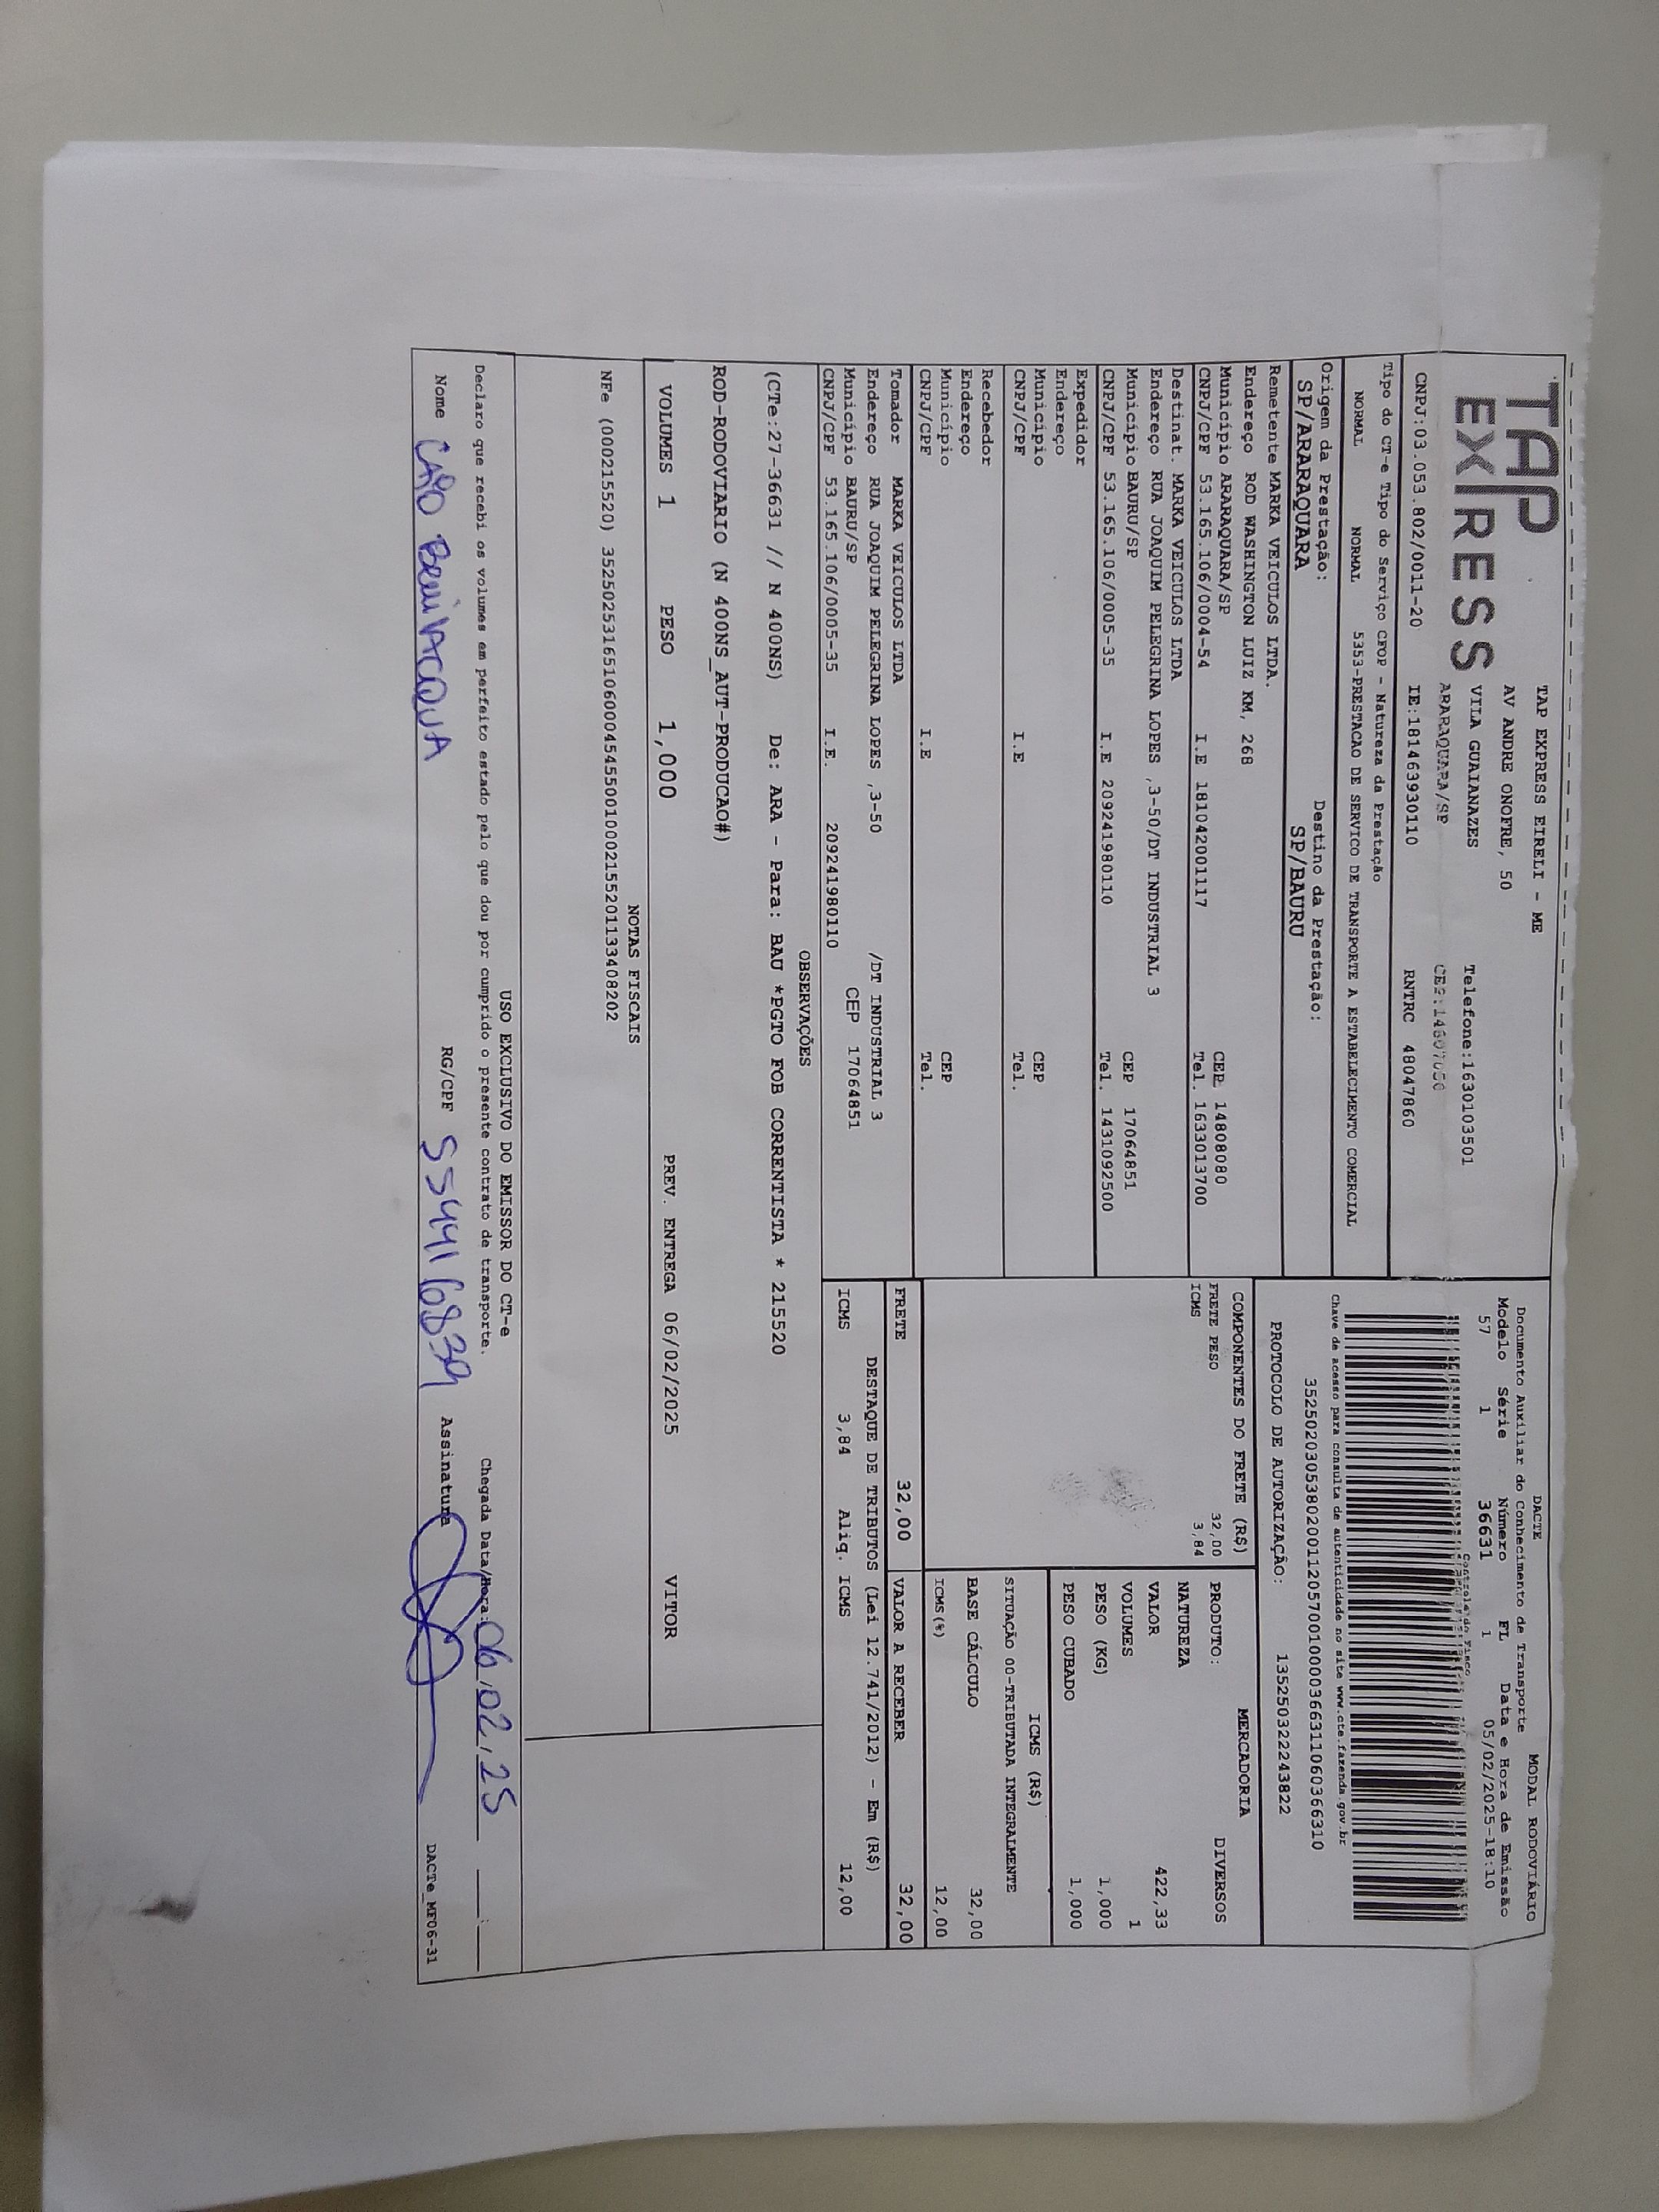 TAP EXPRESS
TAP EXPRESS EIRELI - ME
AV ANDRE ONOFRE, 50
VILA GUAIANAZES
Telefone:1630103501
ARARAQUARA/SP
CNPJ:03.053.802/0011-20 IE:181463930110 RNTRC 48047860
Tipo do CT-e Tipo do Serviço CFOP - Natureza da Prestação
NORMAL NORMAL 5353-PRESTACAO DE SERVICO DE TRANSPORTE A ESTABELECIMENTO COMERCIAL
Origem da Prestação: Destino da Prestação:
SP/ARARAQUARA SP/BAURU
DACTE MODAL RODOVIÁRIO
Documento Auxiliar do Conhecimento de Transporte
Modelo Série Número FL Data e Hora de Emissão
57 1 36631 1 05/02/2025-18:10
Controle do Fisco
Chave de acesso para consulta de autenticidade no site www.cte.fazenda.gov.br
PROTOCOLO DE AUTORIZAÇÃO: 135250322243822
Remetente MARKA VEICULOS LTDA.
Endereço ROD WASHINGTON LUIZ KM, 268
Município ARARAQUARA/SP CEP 14808080
CNPJ/CPF 53.165.106/0004-54 I.E 181042001117 Tel. 1633013700
Destinat. MARKA VEICULOS LTDA
Endereço RUA JOAQUIM PELEGRINA LOPES ,3-50/DT INDUSTRIAL 3
Município BAURU/SP CEP 17064851
CNPJ/CPF 53.165.106/0005-35 I.E 209241980110 Tel. 1431092500
Expedidor
Endereço
Município CEP
CNPJ/CPF I.E Tel.
Recebedor
Endereço
Município CEP
CNPJ/CPF I.E Tel.
Tomador MARKA VEICULOS LTDA
Endereço RUA JOAQUIM PELEGRINA LOPES ,3-50 /DT INDUSTRIAL 3
Município BAURU/SP CEP 17064851
CNPJ/CPF 53.165.106/0005-35 I.E. 209241980110
COMPONENTES DO FRETE (R$)
FRETE PESO 32,00
ICMS 3,84
MERCADORIA
PRODUTO: DIVERSOS
NATUREZA
VALOR 422,33
VOLUMES 1
PESO (KG) 1,000
PESO CUBADO 1,000
ICMS (R$)
SITUAÇÃO 00-TRIBUTADA INTEGRALMENTE
BASE CÁLCULO 32,00
ICMS(%) 12,00
FRETE 32,00 VALOR A RECEBER 32,00
DESTAQUE DE TRIBUTOS (Lei 12.741/2012) - Em (R$)
ICMS 3,84 Aliq. ICMS 12,00
OBSERVAÇÕES
(CTe:27-36631 // N 400NS) De: ARA - Para: BAU *PGTO FOB CORRENTISTA * 215520
ROD-RODOVIARIO (N 400NS_AUT-PRODUCAO#)
VOLUMES 1 PESO 1,000 PREV. ENTREGA 06/02/2025 VITOR
NOTAS FISCAIS
NFe (000215520) 35250253165106000454550010002155201133408202
USO EXCLUSIVO DO EMISSOR DO CT-e
Declaro que recebi os volumes em perfeito estado pelo que dou por cumprido o presente contrato de transporte. Chegada Data/Hora: 06/02/25
Nome RG/CPF Assinatura
DACTe_MF06-31